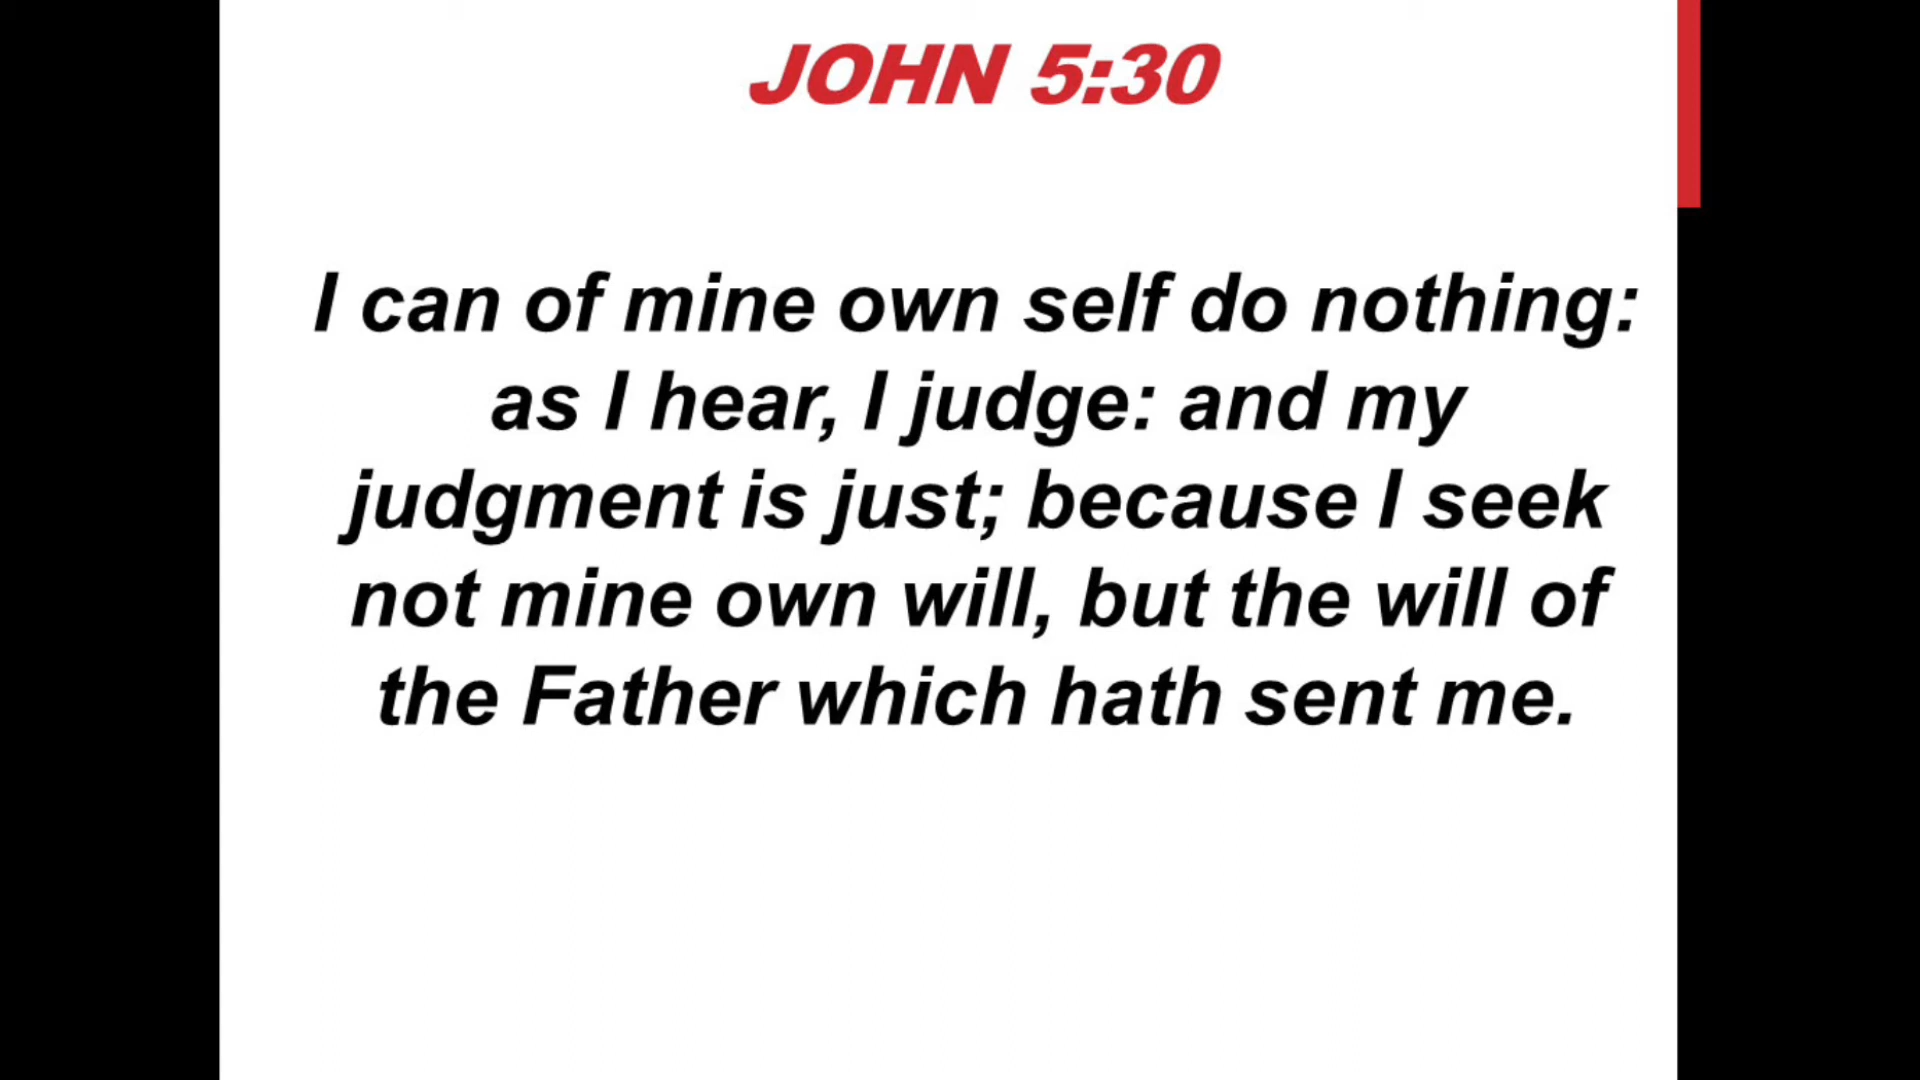 JOHN 5:30
I can of mine own self do nothing:
as I hear, I judge: and my
judgment is just; because I seek
not mine own will, but the will of
the Father which hath sent me.